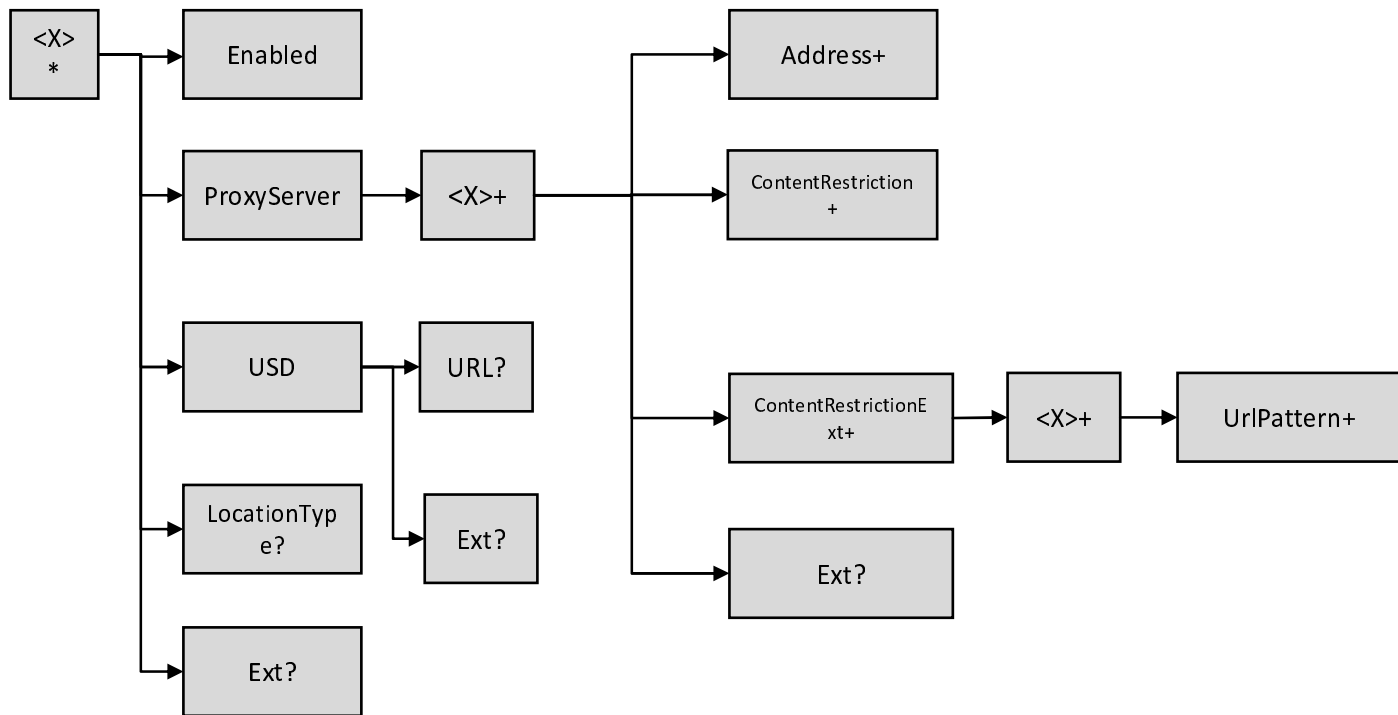 <X>
*
Enabled
Address+
ProxyServer
<X>+
ContentRestriction
+
USD
URL?
ContentRestrictionE
xt+
<X>+
UrlPattern+
LocationTyp
e?
Ext?
Ext?
Ext?